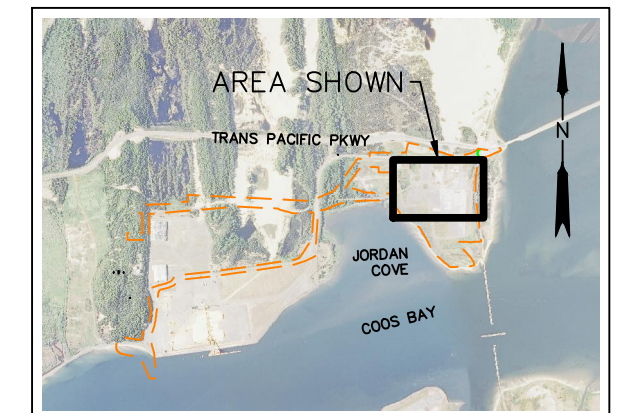 AREA SHOWN
TRANS PACIFIC PKWY
N
JORDAN
COVE
COOS BAY